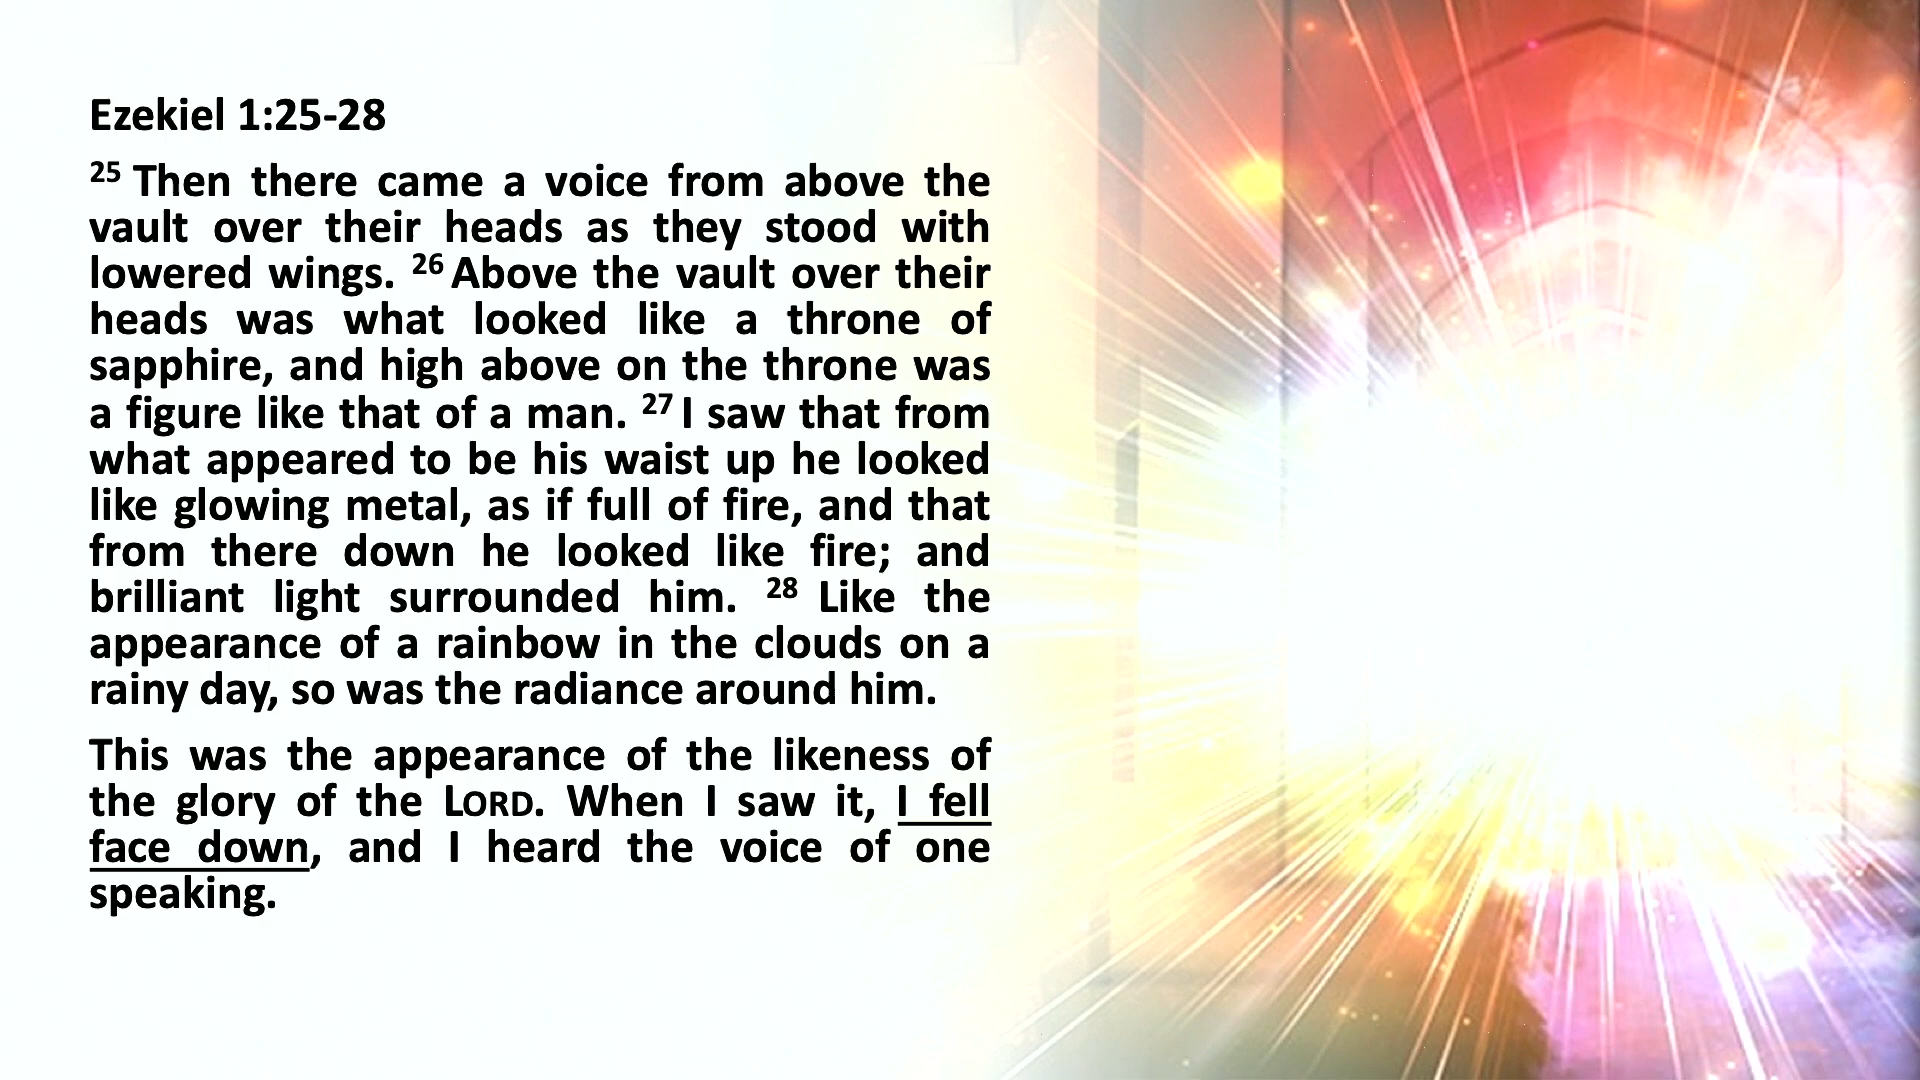 Ezekiel 1:25-28
25 Then there came a voice from above the
vault over their heads as they stood with
lowered wings. 26 Above the vault over their
heads was what looked like a throne of
sapphire, and high above on the throne was
a figure like that of a man. 27 I saw that from
what appeared to be his waist up he looked
like glowing metal, as if full of fire, and that
from there down he looked like fire; and
brilliant light surrounded him. 28 Like the
appearance of a rainbow in the clouds on a
rainy day, so was the radiance around him.
This was the appearance of the likeness of
the glory of the LORD. When I saw it, I fell
face down, and I heard the voice of one
speaking.